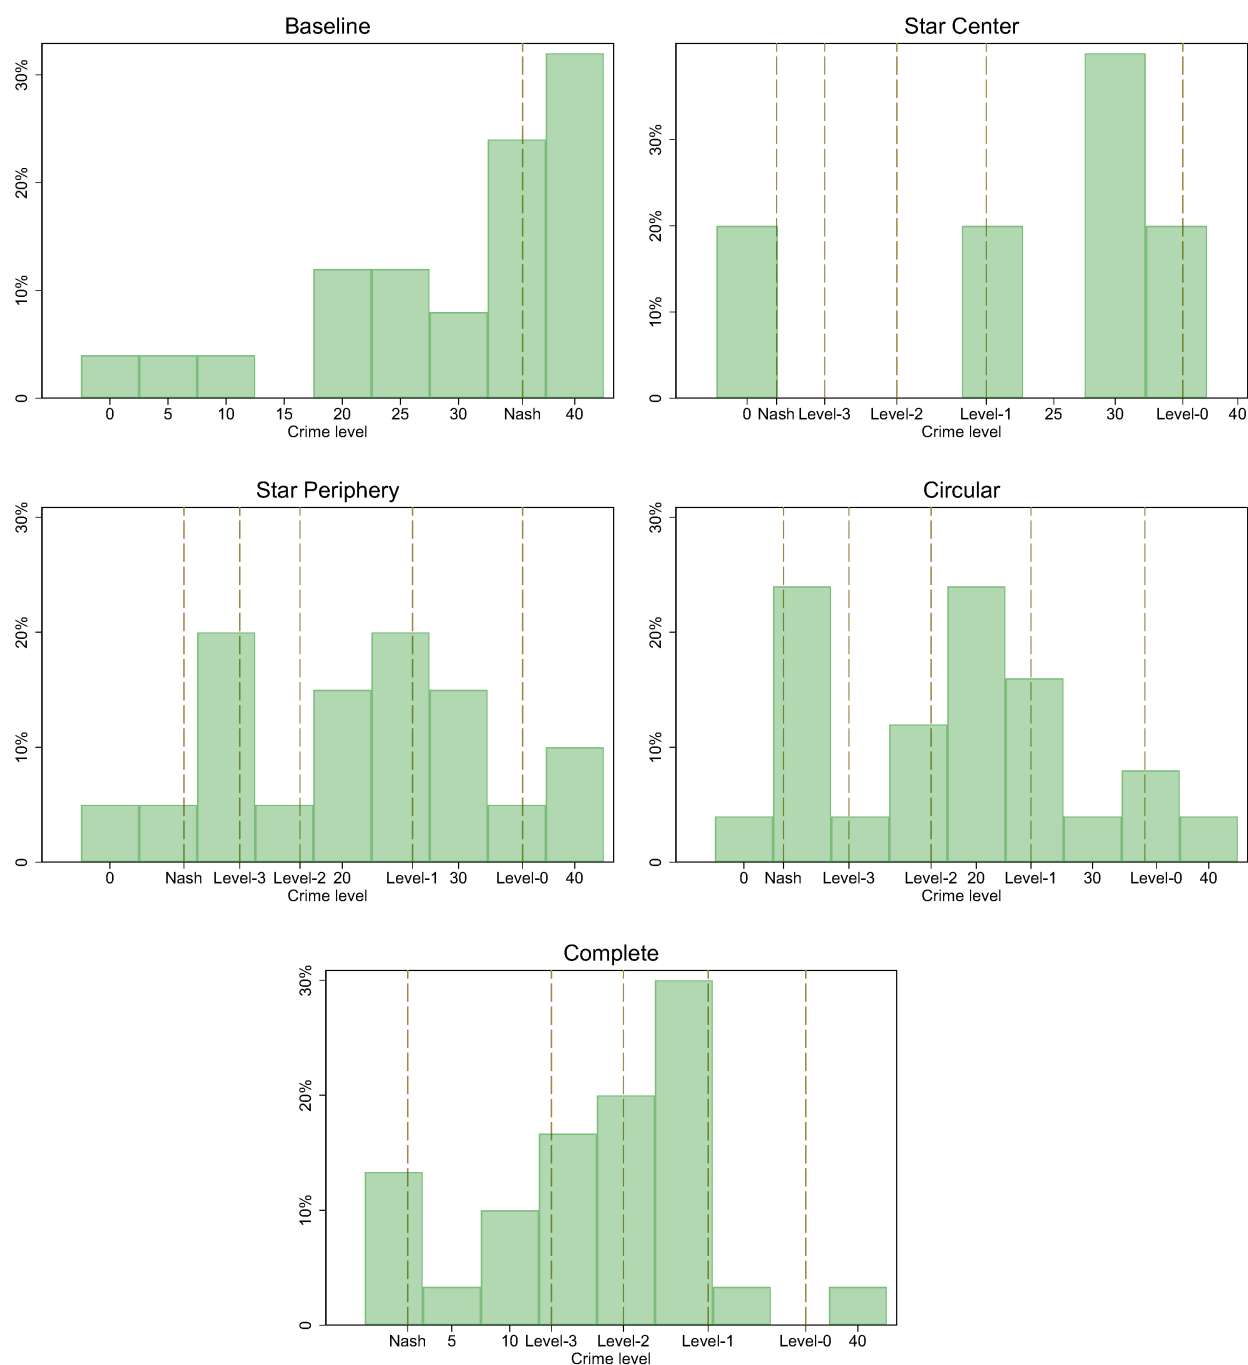 Baseline
30%
20%
10%
0
0 5 10 15 20 25 30 Nash 40
Crime level
Star Center
30%
20%
10%
0
0 Nash Level-3 Level-2 Level-1 25 30 Level-0 40
Crime level
Star Periphery
30%
20%
10%
0
0 Nash Level-3 Level-2 20 Level-1 30 Level-0 40
Crime level
Circular
30%
20%
10%
0
0 Nash Level-3 Level-2 20 Level-1 30 Level-0 40
Crime level
Complete
30%
20%
10%
0
Nash 5 10 Level-3 Level-2 Level-1 Level-0 40
Crime level